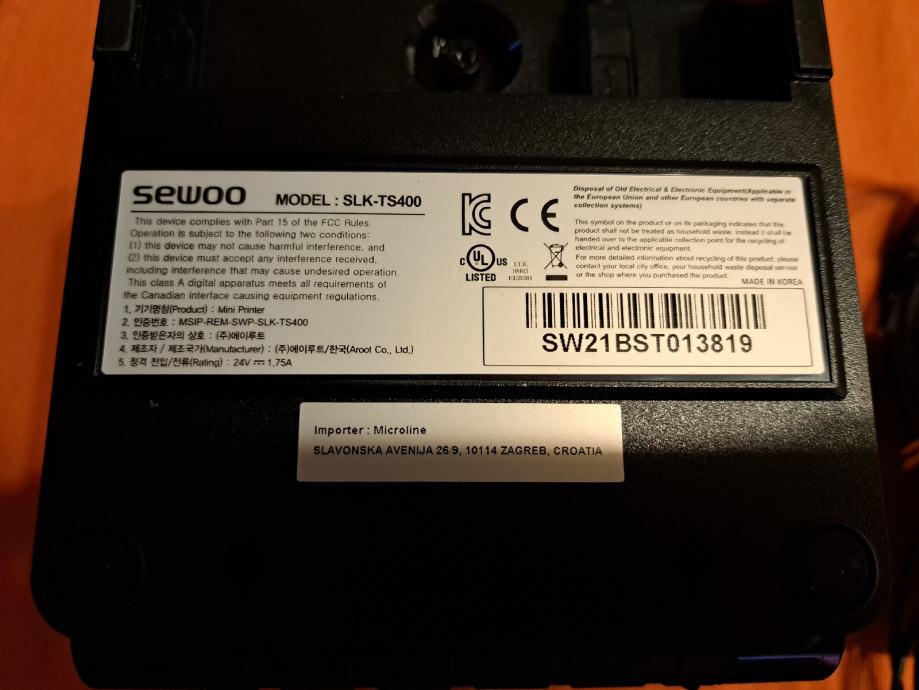 sewoo MODEL : SLK-TS400
This device complies with Part 15 of the FCC Rules.
Operation is subject to the following two conditions:
(1) this device may not cause harmful interference, and
(2) this device must accept any interference received,
including interference that may cause undesired operation.
This class A digital apparatus meets all requirements of
the Canadian interface causing equipment regulations.
1. 기기명칭(Product) : Mini Printer
2. 인증번호 : MSIP-REM-SWP-SLK-TS400
3. 인증받은자의 상호 : (주)에이루트
4. 제조자 / 제조국가(Manufacturer) : (주)에이루트/한국(Aroot Co., Ltd.)
5. 정격 전압/전류(Rating) : 24V ⎓ 1.75A
KC CE
c UL US
LISTED
I.T.E.
Disposal of Old Electrical & Electronic Equipment(Applicable in
the European Union and other European countries with separate
collection systems)
This symbol on the product or on its packaging indicates that this
product shall not be treated as household waste. Instead it shall be
handed over to the applicable collection point for the recycling of
electrical and electronic equipment.
For more detailed information about recycling of this product, please
contact your local city office, your household waste disposal service
or the shop where you purchased the product.
MADE IN KOREA
SW21BST013819
Importer : Microline
SLAVONSKA AVENIJA 26/9, 10114 ZAGREB, CROATIA